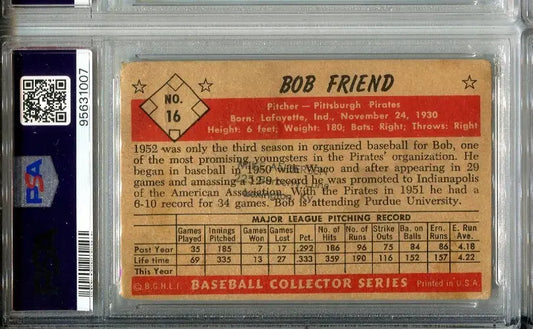 95631007
PSA
NO.
16
BOB FRIEND
Pitcher — Pittsburgh Pirates
Born: Lafayette, Ind., November 24, 1930
Height: 6 feet; Weight: 180; Bats: Right; Throws: Right
1952 was only the third season in organized baseball for Bob,
one of the most promising youngsters in the Pirates' organization. He
began in baseball in 1950 with Waco and after appearing in 29
games and amassing a 12-9 record he was promoted to Indianapolis
of the American Association. With the Pirates in 1951 he had a
6-10 record for 34 games. Bob is attending Purdue University.
MAJOR LEAGUE PITCHING RECORD
Games Played Innings Pitched Games Won Games Lost Pct. No. of Hits No. of Runs Strike Outs Ba. on Balls Ern. Runs E. Run Ave.
Past Year 35 185 7 17 .292 186 96 75 84 86 4.18
Life time 69 335 13 27 .333 359 190 116 152 157 4.22
This Year
© B.G.H.L.I. BASEBALL COLLECTOR SERIES Printed in U.S.A.